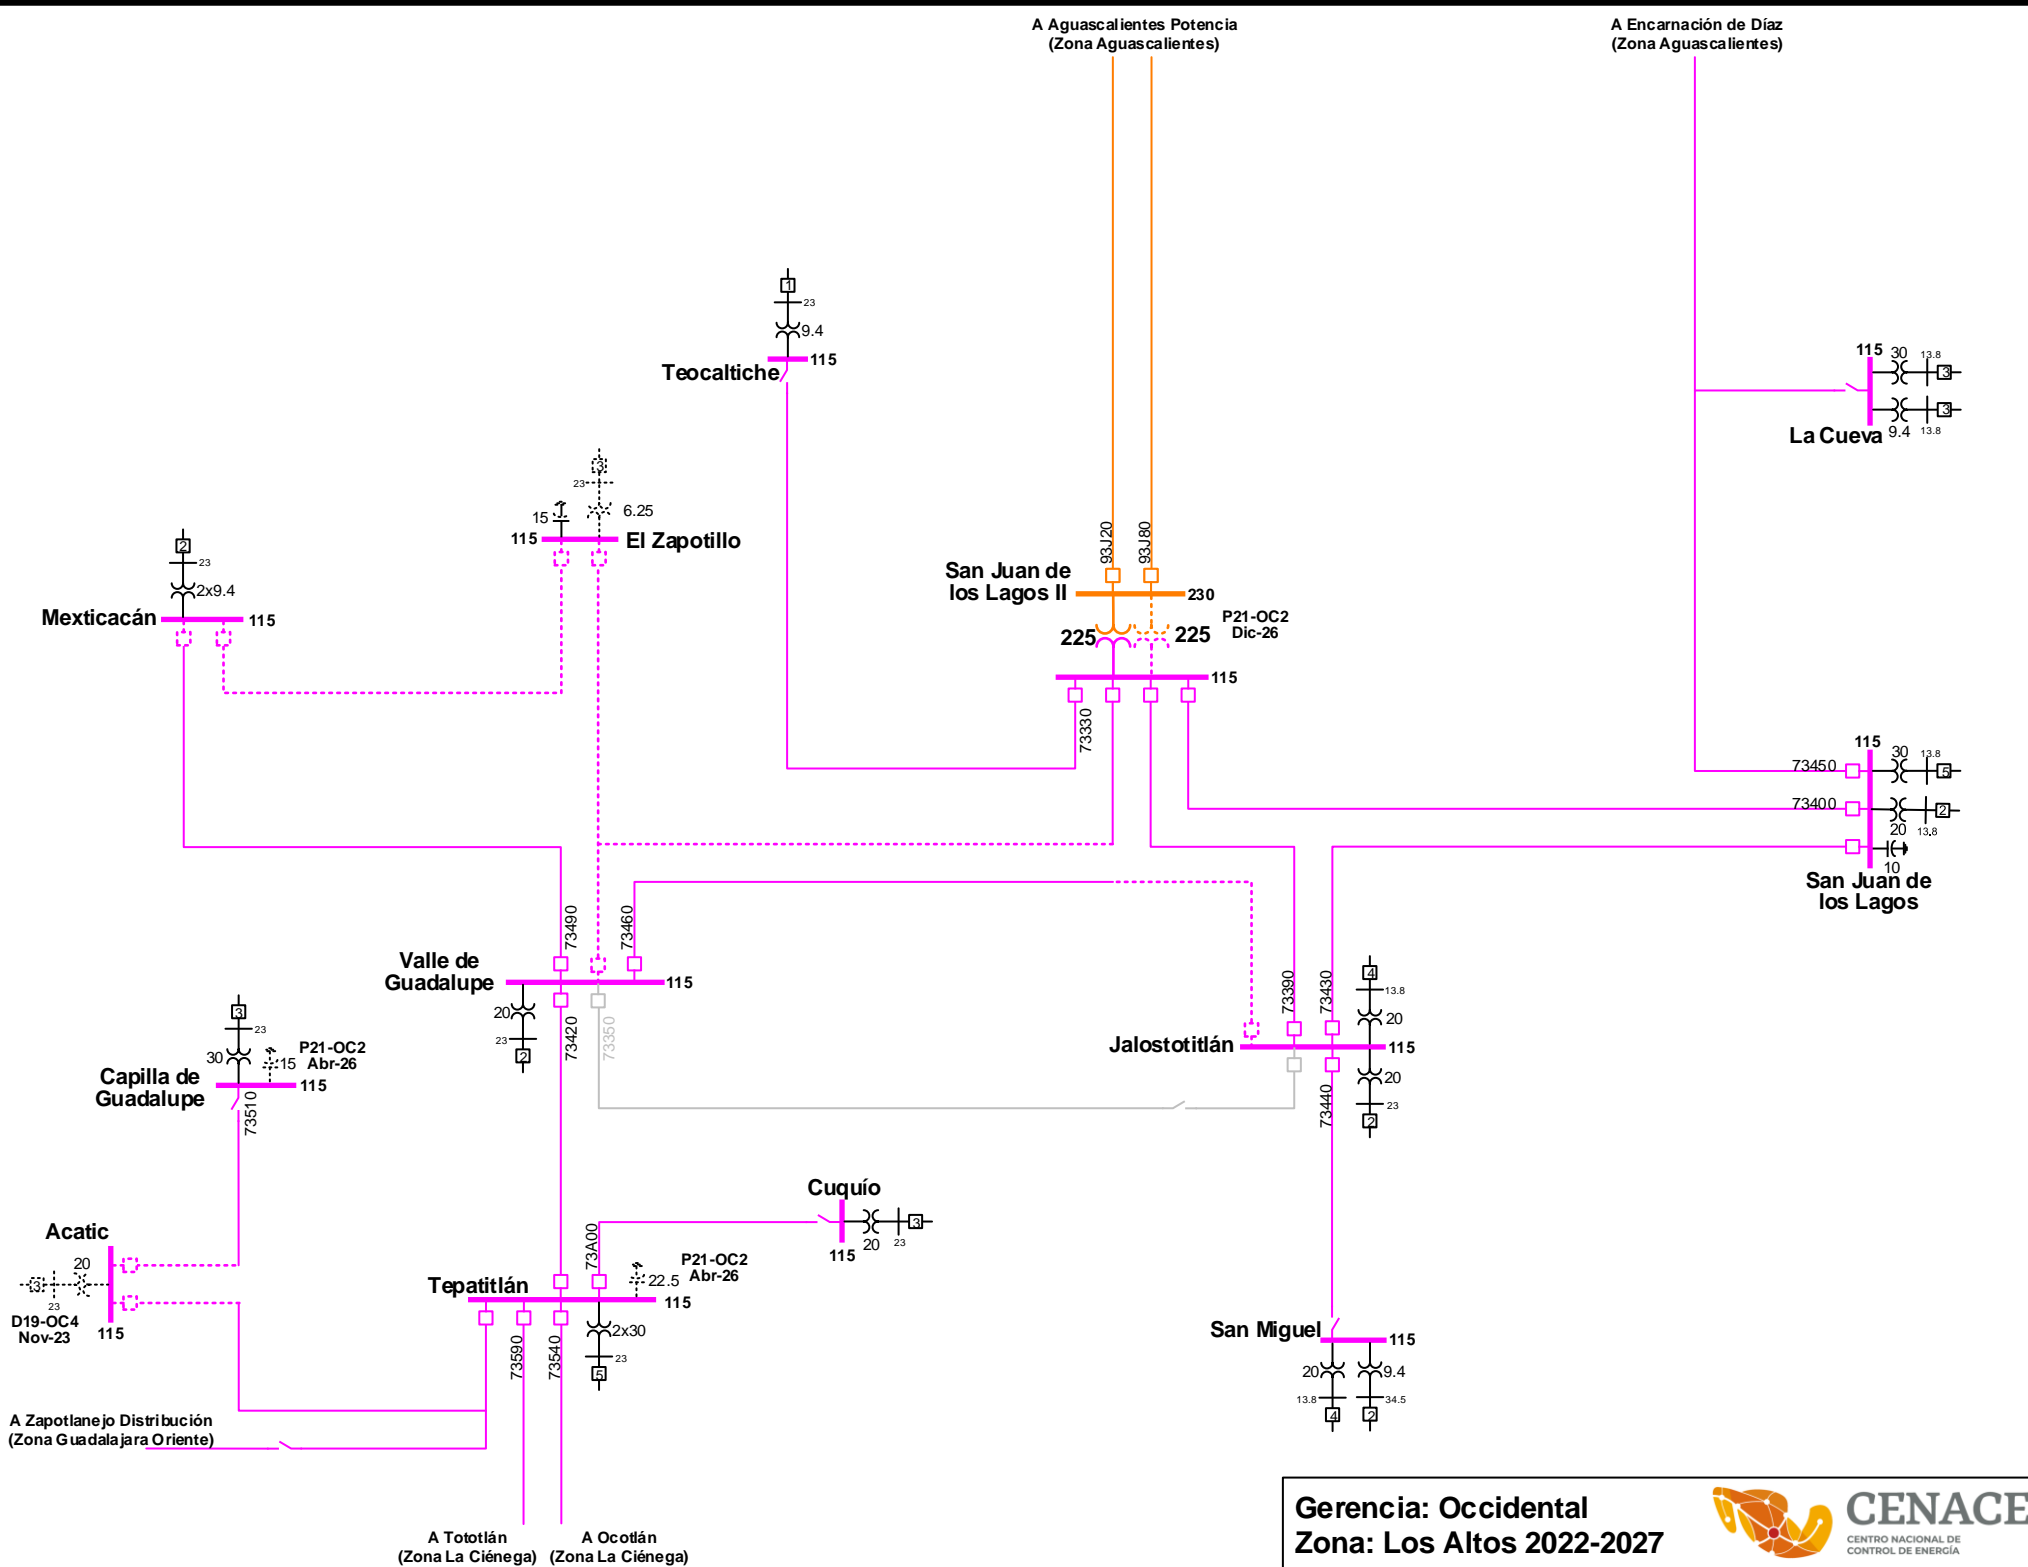 A Aguascalientes Potencia
(Zona Aguascalientes)
A Encarnación de Díaz
(Zona Aguascalientes)
1
23
9.4
115
Teocaltiche
115
30
13.8
3
3
La Cueva
9.4
13.8
3
23
15
6.25
115
El Zapotillo
2
23
2x9.4
Mexticacán
115
93J20
93J80
San Juan de
los Lagos II
230
P21-OC2
Dic-26
225
225
115
73330
115
30
13.8
73450
5
73400
2
20
13.8
10
San Juan de
los Lagos
73490
73460
Valle de
Guadalupe
115
20
23
2
73420
73350
73390
73430
4
13.8
20
Jalostotitlán
115
20
23
2
73440
3
23
30
15
P21-OC2
Abr-26
Capilla de
Guadalupe
115
73510
Cuquío
3
20
23
115
Acatic
20
3
23
D19-OC4
Nov-23
115
73A00
P21-OC2
Abr-26
22.5
Tepatitlán
115
2x30
23
5
73590
73540
San Miguel
115
20
9.4
13.8
34.5
4
2
A Zapotlanejo Distribución
(Zona Guadalajara Oriente)
A Tototlán
(Zona La Ciénega)
A Ocotlán
(Zona La Ciénega)
Gerencia: Occidental
Zona: Los Altos 2022-2027
CENACE
CENTRO NACIONAL DE
CONTROL DE ENERGÍA